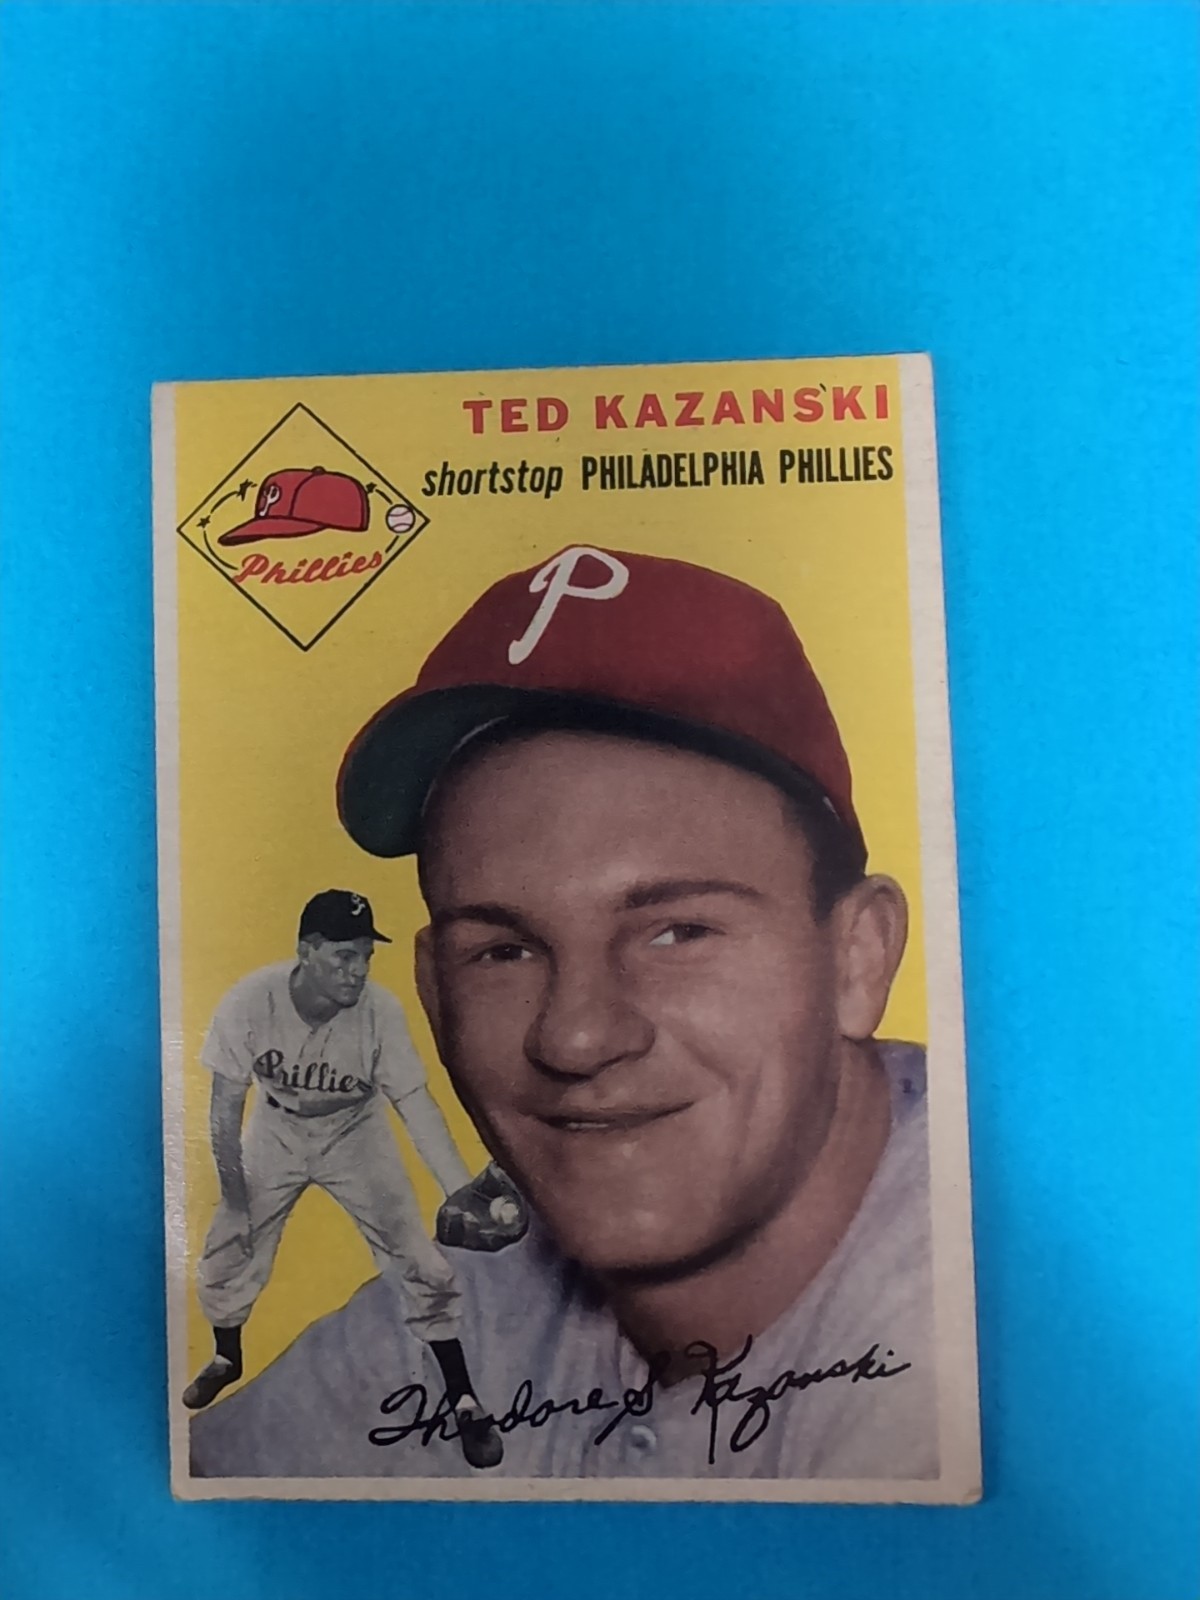 TED KAZANSKI
shortstop PHILADELPHIA PHILLIES
P
Phillies
P
Phillies
Theodore S Kazanski